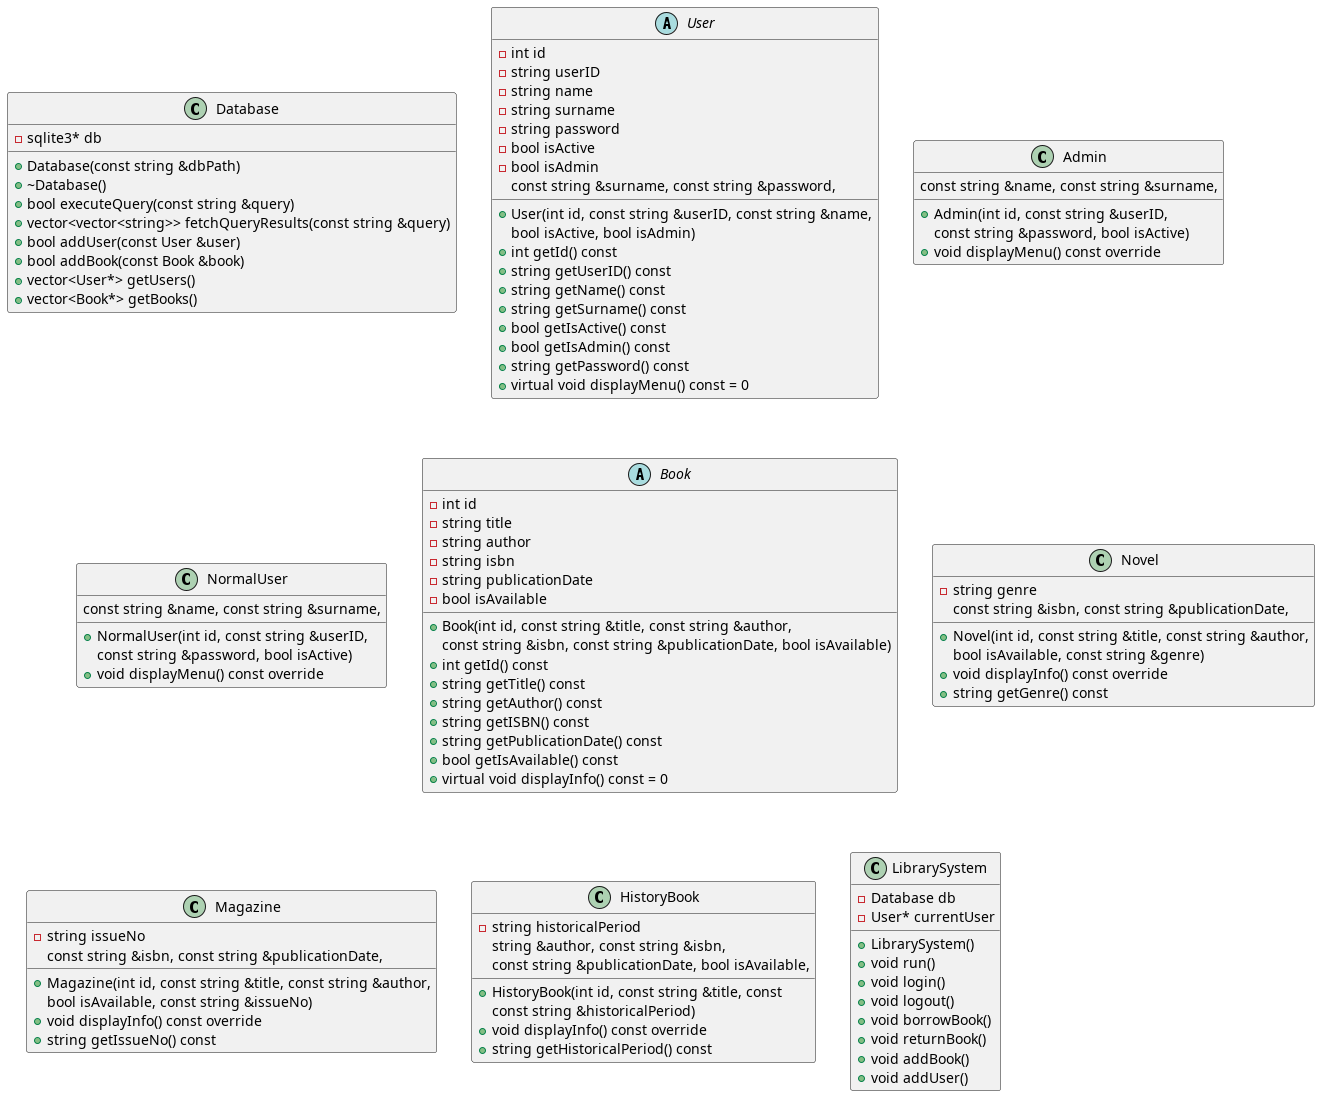 Database
sqlite3* db
Database(const string &dbPath)
~Database()
bool executeQuery(const string &query)
vector<vector<string>> fetchQueryResults(const string &query)
bool addUser(const User &user)
bool addBook(const Book &book)
vector<User*> getUsers()
vector<Book*> getBooks()
A User
int id
string userID
string name
string surname
string password
bool isActive
bool isAdmin
const string &surname, const string &password,
User(int id, const string &userID, const string &name,
bool isActive, bool isAdmin)
int getId() const
string getUserID() const
string getName() const
string getSurname() const
bool getIsActive() const
bool getIsAdmin() const
string getPassword() const
virtual void displayMenu() const = 0
C Admin
const string &name, const string &surname,
Admin(int id, const string &userID,
const string &password, bool isActive)
void displayMenu() const override
C NormalUser
const string &name, const string &surname,
NormalUser(int id, const string &userID,
const string &password, bool isActive)
void displayMenu() const override
A Book
int id
string title
string author
string isbn
string publicationDate
bool isAvailable
Book(int id, const string &title, const string &author,
const string &isbn, const string &publicationDate, bool isAvailable)
int getId() const
string getTitle() const
string getAuthor() const
string getISBN() const
string getPublicationDate() const
bool getIsAvailable() const
virtual void displayInfo() const = 0
C Novel
string genre
const string &isbn, const string &publicationDate,
Novel(int id, const string &title, const string &author,
bool isAvailable, const string &genre)
void displayInfo() const override
string getGenre() const
C Magazine
string issueNo
const string &isbn, const string &publicationDate,
Magazine(int id, const string &title, const string &author,
bool isAvailable, const string &issueNo)
void displayInfo() const override
string getIssueNo() const
C HistoryBook
string historicalPeriod
string &author, const string &isbn,
const string &publicationDate, bool isAvailable,
HistoryBook(int id, const string &title, const
const string &historicalPeriod)
void displayInfo() const override
string getHistoricalPeriod() const
C LibrarySystem
Database db
User* currentUser
LibrarySystem()
void run()
void login()
void logout()
void borrowBook()
void returnBook()
void addBook()
void addUser()